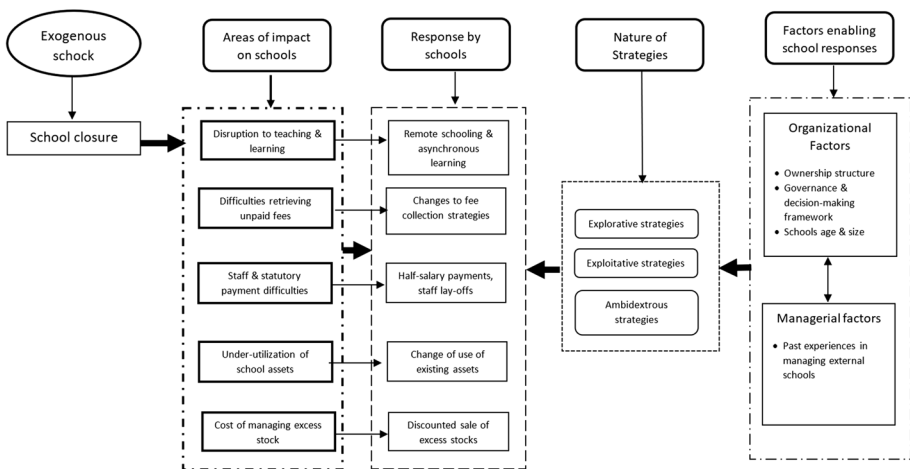 Exogenous
schock
School closure
Areas of impact
on schools
Disruption to teaching &
learning
Difficulties retrieving
unpaid fees
Staff & statutory
payment difficulties
Under-utilization of
school assets
Cost of managing excess
stock
Response by
schools
Remote schooling &
asynchronous
learning
Changes to fee
collection strategies
Half-salary payments,
staff lay-offs
Change of use of
existing assets
Discounted sale of
excess stocks
Nature of
Strategies
Explorative strategies
Exploitative strategies
Ambidextrous
strategies
Factors enabling
school responses
Organizational
Factors
• Ownership structure
• Governance &
decision-making
framework
• Schools age & size
Managerial factors
• Past experiences in
managing external
schools